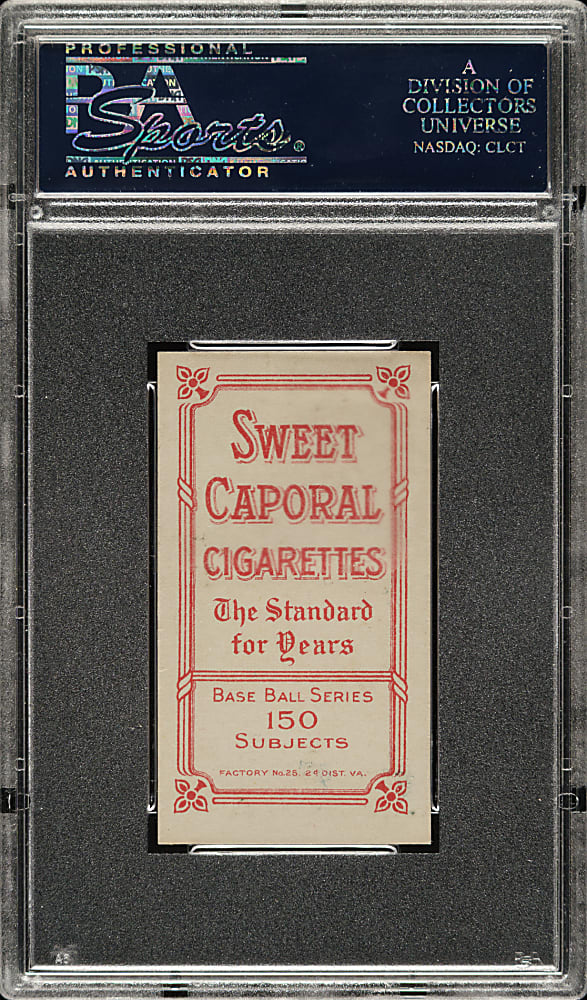 PROFESSIONAL
PSA
Sports®
AUTHENTICATOR
A
DIVISION OF
COLLECTORS
UNIVERSE
NASDAQ: CLCT
SWEET
CAPORAL
CIGARETTES
The Standard
for Years
BASE BALL SERIES
150
SUBJECTS
FACTORY No. 25. 2d DIST. VA.